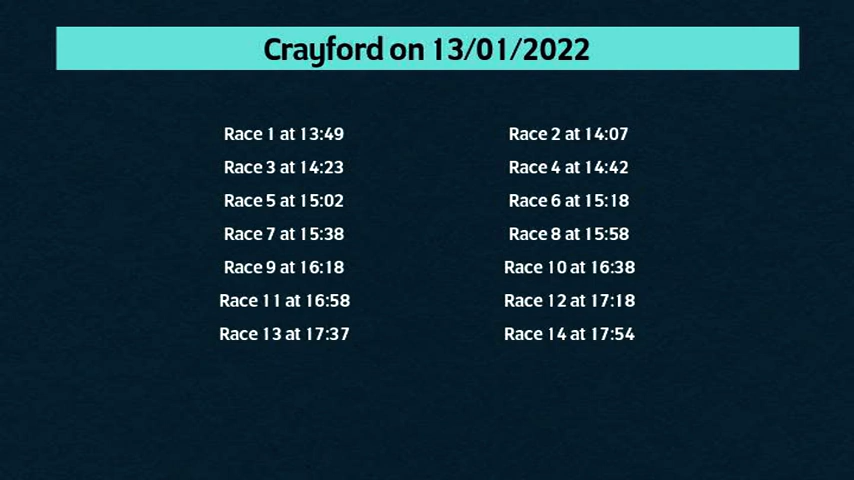 Crayford on 13/01/2022
Race 1 at 13:49
Race 2 at 14:07
Race 3 at 14:23
Race 4 at 14:42
Race 5 at 15:02
Race 6 at 15:18
Race 7 at 15:38
Race 8 at 15:58
Race 9 at 16:18
Race 10 at 16:38
Race 11 at 16:58
Race 12 at 17:18
Race 13 at 17:37
Race 14 at 17:54